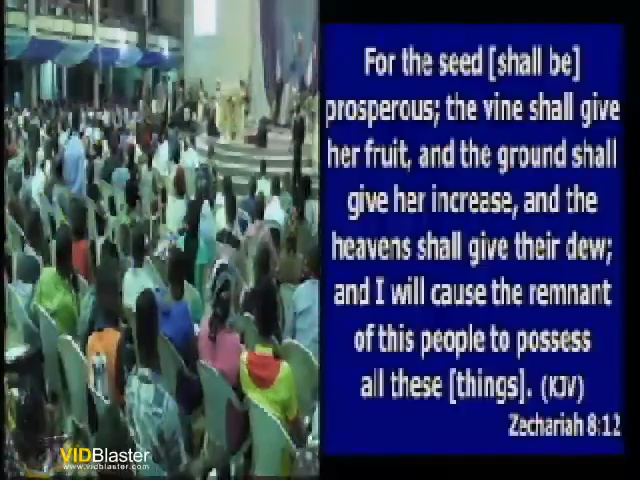 For the seed [shall be]
prosperous; the vine shall give
her fruit, and the ground shall
give her increase, and the
heavens shall give their dew;
and I will cause the remnant
of this people to possess
all these [things]. (KJV)
Zechariah 8:12
VIDBlaster
www.vidblaster.com